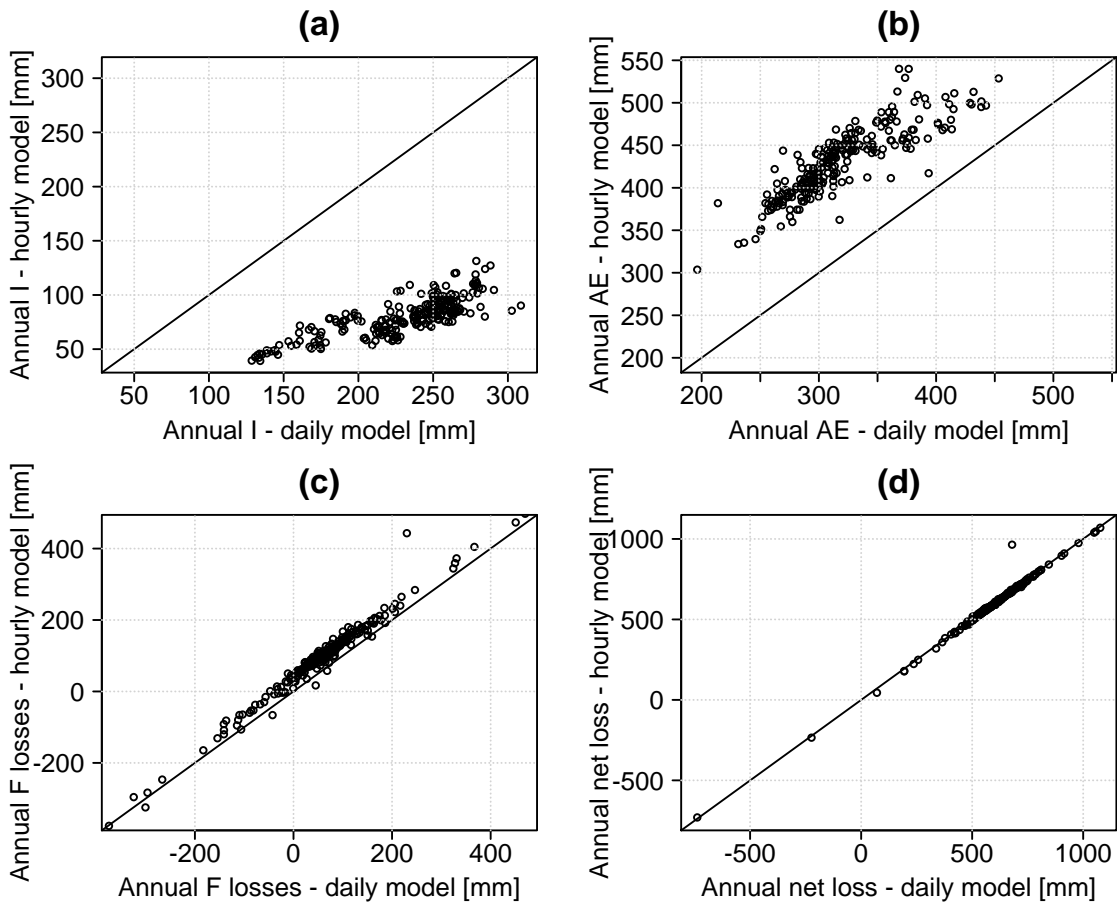 (a)
Annual I - hourly model [mm]
300
250
200
150
100
50
50 100 150 200 250 300
Annual I - daily model [mm]
(b)
Annual AE - hourly model [mm]
550
500
450
400
350
300
200
200 300 400 500
Annual AE - daily model [mm]
(c)
Annual F losses - hourly model [mm]
400
200
0
-200
-200 0 200 400
Annual F losses - daily model [mm]
(d)
Annual net loss - hourly model [mm]
1000
500
0
-500
-500 0 500 1000
Annual net loss - daily model [mm]